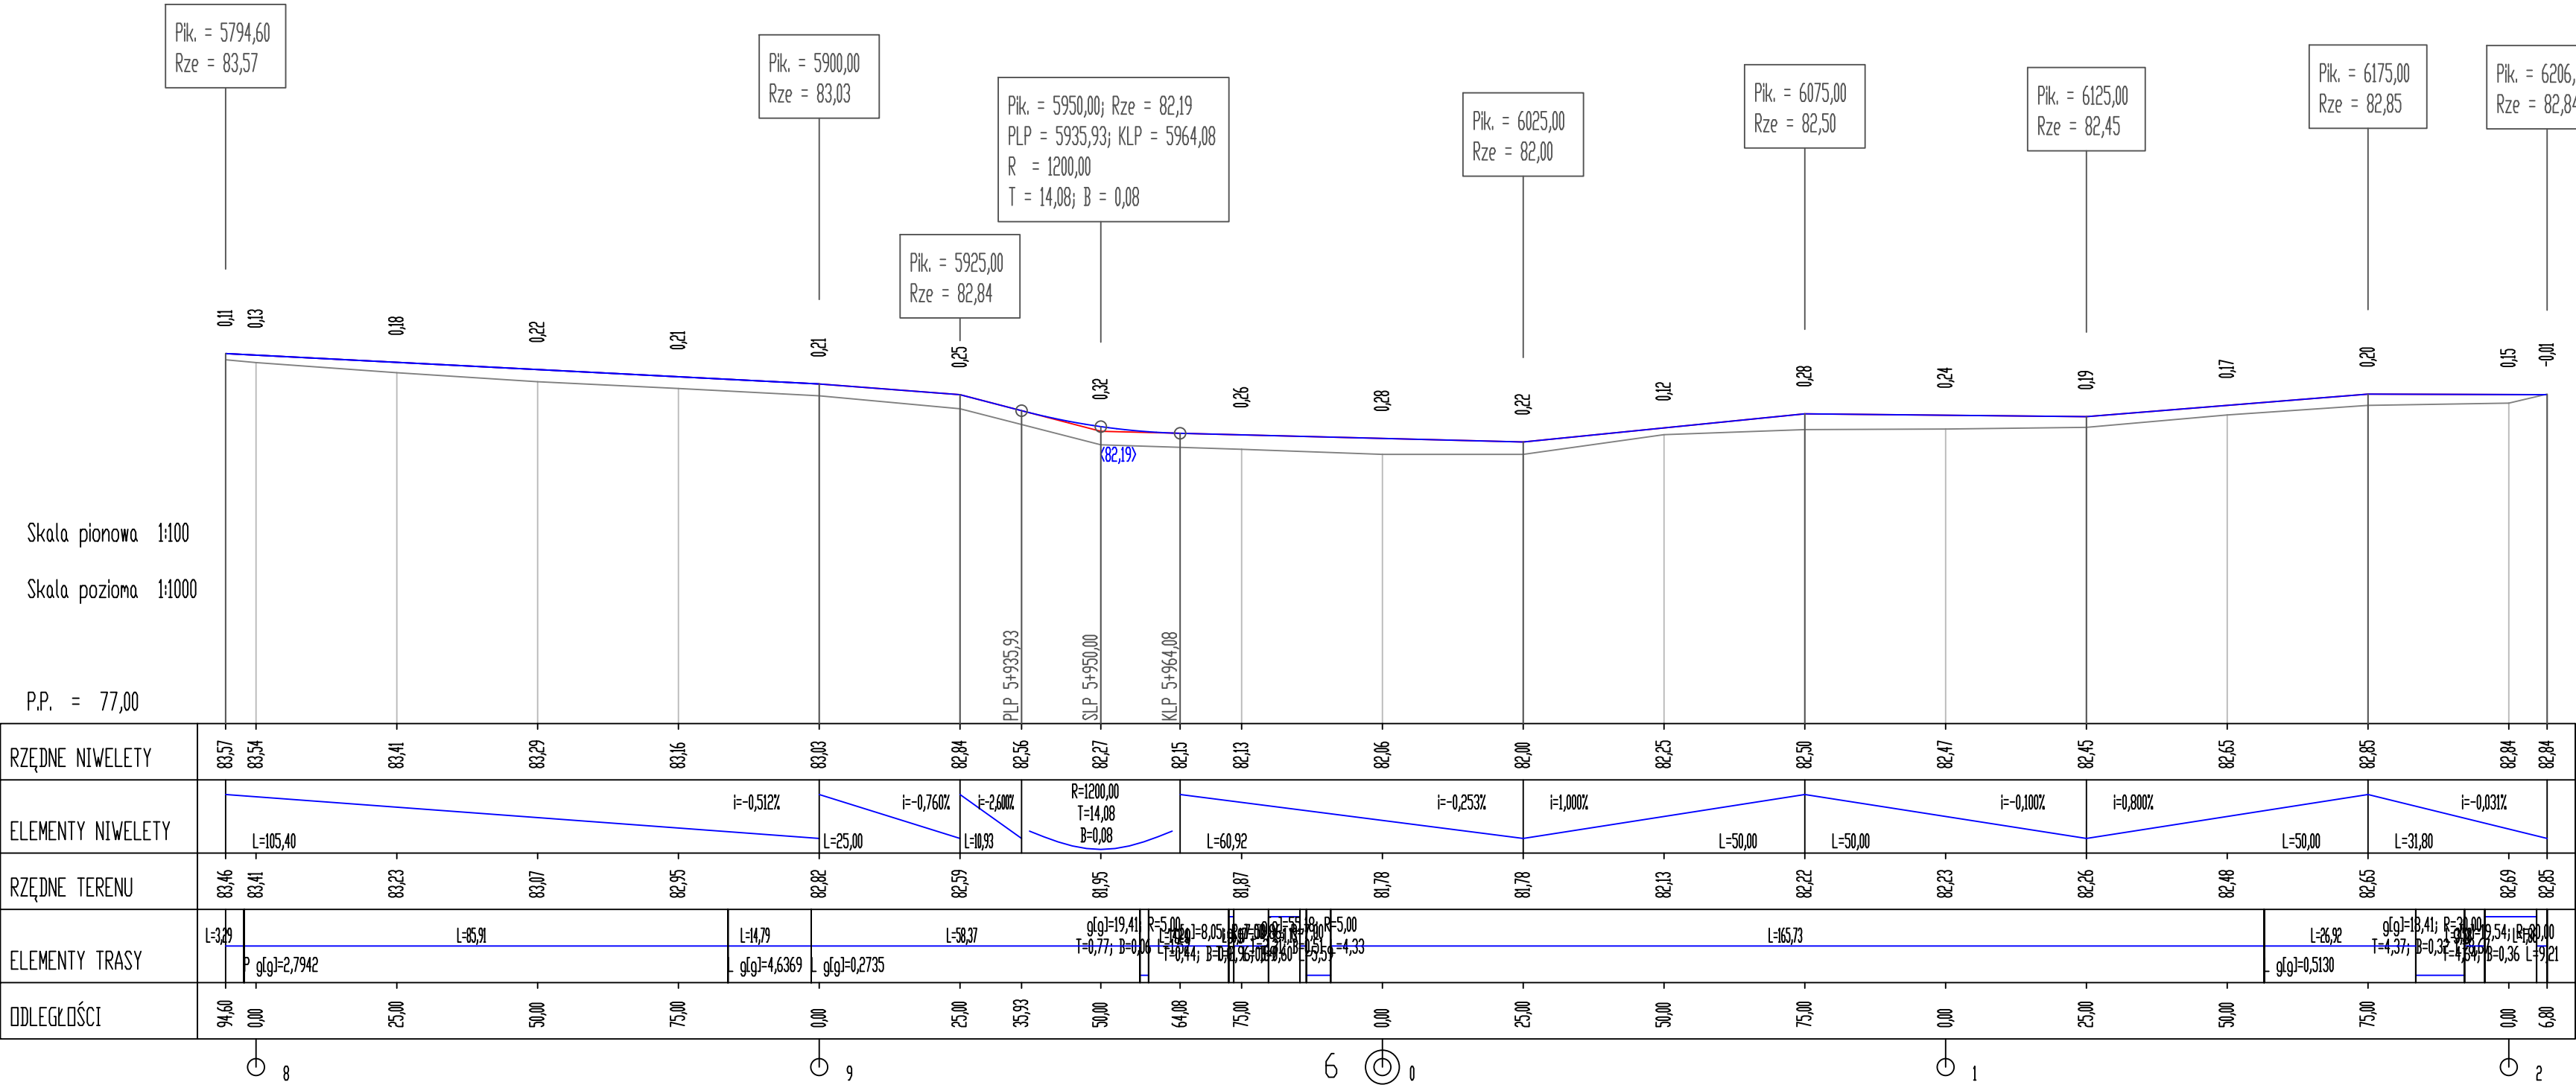 Pik. = 5794,60
Rze = 83,57
Pik. = 5900,00
Rze = 83,03
Pik. = 5925,00
Rze = 82,84
Pik. = 5950,00; Rze = 82,19
PLP = 5935,93; KLP = 5964,08
R = 1200,00
T = 14,08; B = 0,08
Pik. = 6025,00
Rze = 82,00
Pik. = 6075,00
Rze = 82,50
Pik. = 6125,00
Rze = 82,45
Pik. = 6175,00
Rze = 82,85
Pik. = 6206,
Rze = 82,84
0,11 0,13 0,18 0,22 0,21 0,21 0,25 0,32 0,26 0,28 0,22 0,12 0,28 0,24 0,19 0,17 0,20 0,15 -0,01
<82,19>
Skala pionowa 1:100
Skala pozioma 1:1000
PLP 5+935,93
SLP 5+950,00
KLP 5+964,08
P.P. = 77,00
RZĘDNE NIWELETY 83,57 83,54 83,41 83,29 83,16 83,03 82,84 82,56 82,27 82,15 82,13 82,06 82,00 82,25 82,50 82,47 82,45 82,65 82,85 82,84 82,84
ELEMENTY NIWELETY
i=-0,512% i=-0,760% i=-2,600% R=1200,00 i=-0,253% i=1,000% i=-0,100% i=0,800% i=-0,031%
T=14,08
B=0,08
L=105,40 L=25,00 L=10,93 L=60,92 L=50,00 L=50,00 L=50,00 L=31,80
RZĘDNE TERENU 83,46 83,41 83,23 83,07 82,95 82,82 82,59 81,95 81,87 81,78 81,78 82,13 82,22 82,23 82,26 82,48 82,65 82,69 82,85
ELEMENTY TRASY
L=3,29 L=85,91 L=14,79 L=58,37 L=165,73 L=26,92
g[g]=19,41; R=5,00
T=0,77; B=0,06
R=5,00
L=4,33
g[g]=18,41; R=30,00
T=4,37; B=0,32
B=0,36 L=9,21
P g[g]=2,7942
L g[g]=4,6369
L g[g]=0,2735
L g[g]=0,5130
ODLEGŁOŚCI 94,60 0,00 25,00 50,00 75,00 0,00 25,00 35,93 50,00 64,08 75,00 0,00 25,00 50,00 75,00 0,00 25,00 50,00 75,00 0,00 6,80
8 9 6 0 1 2